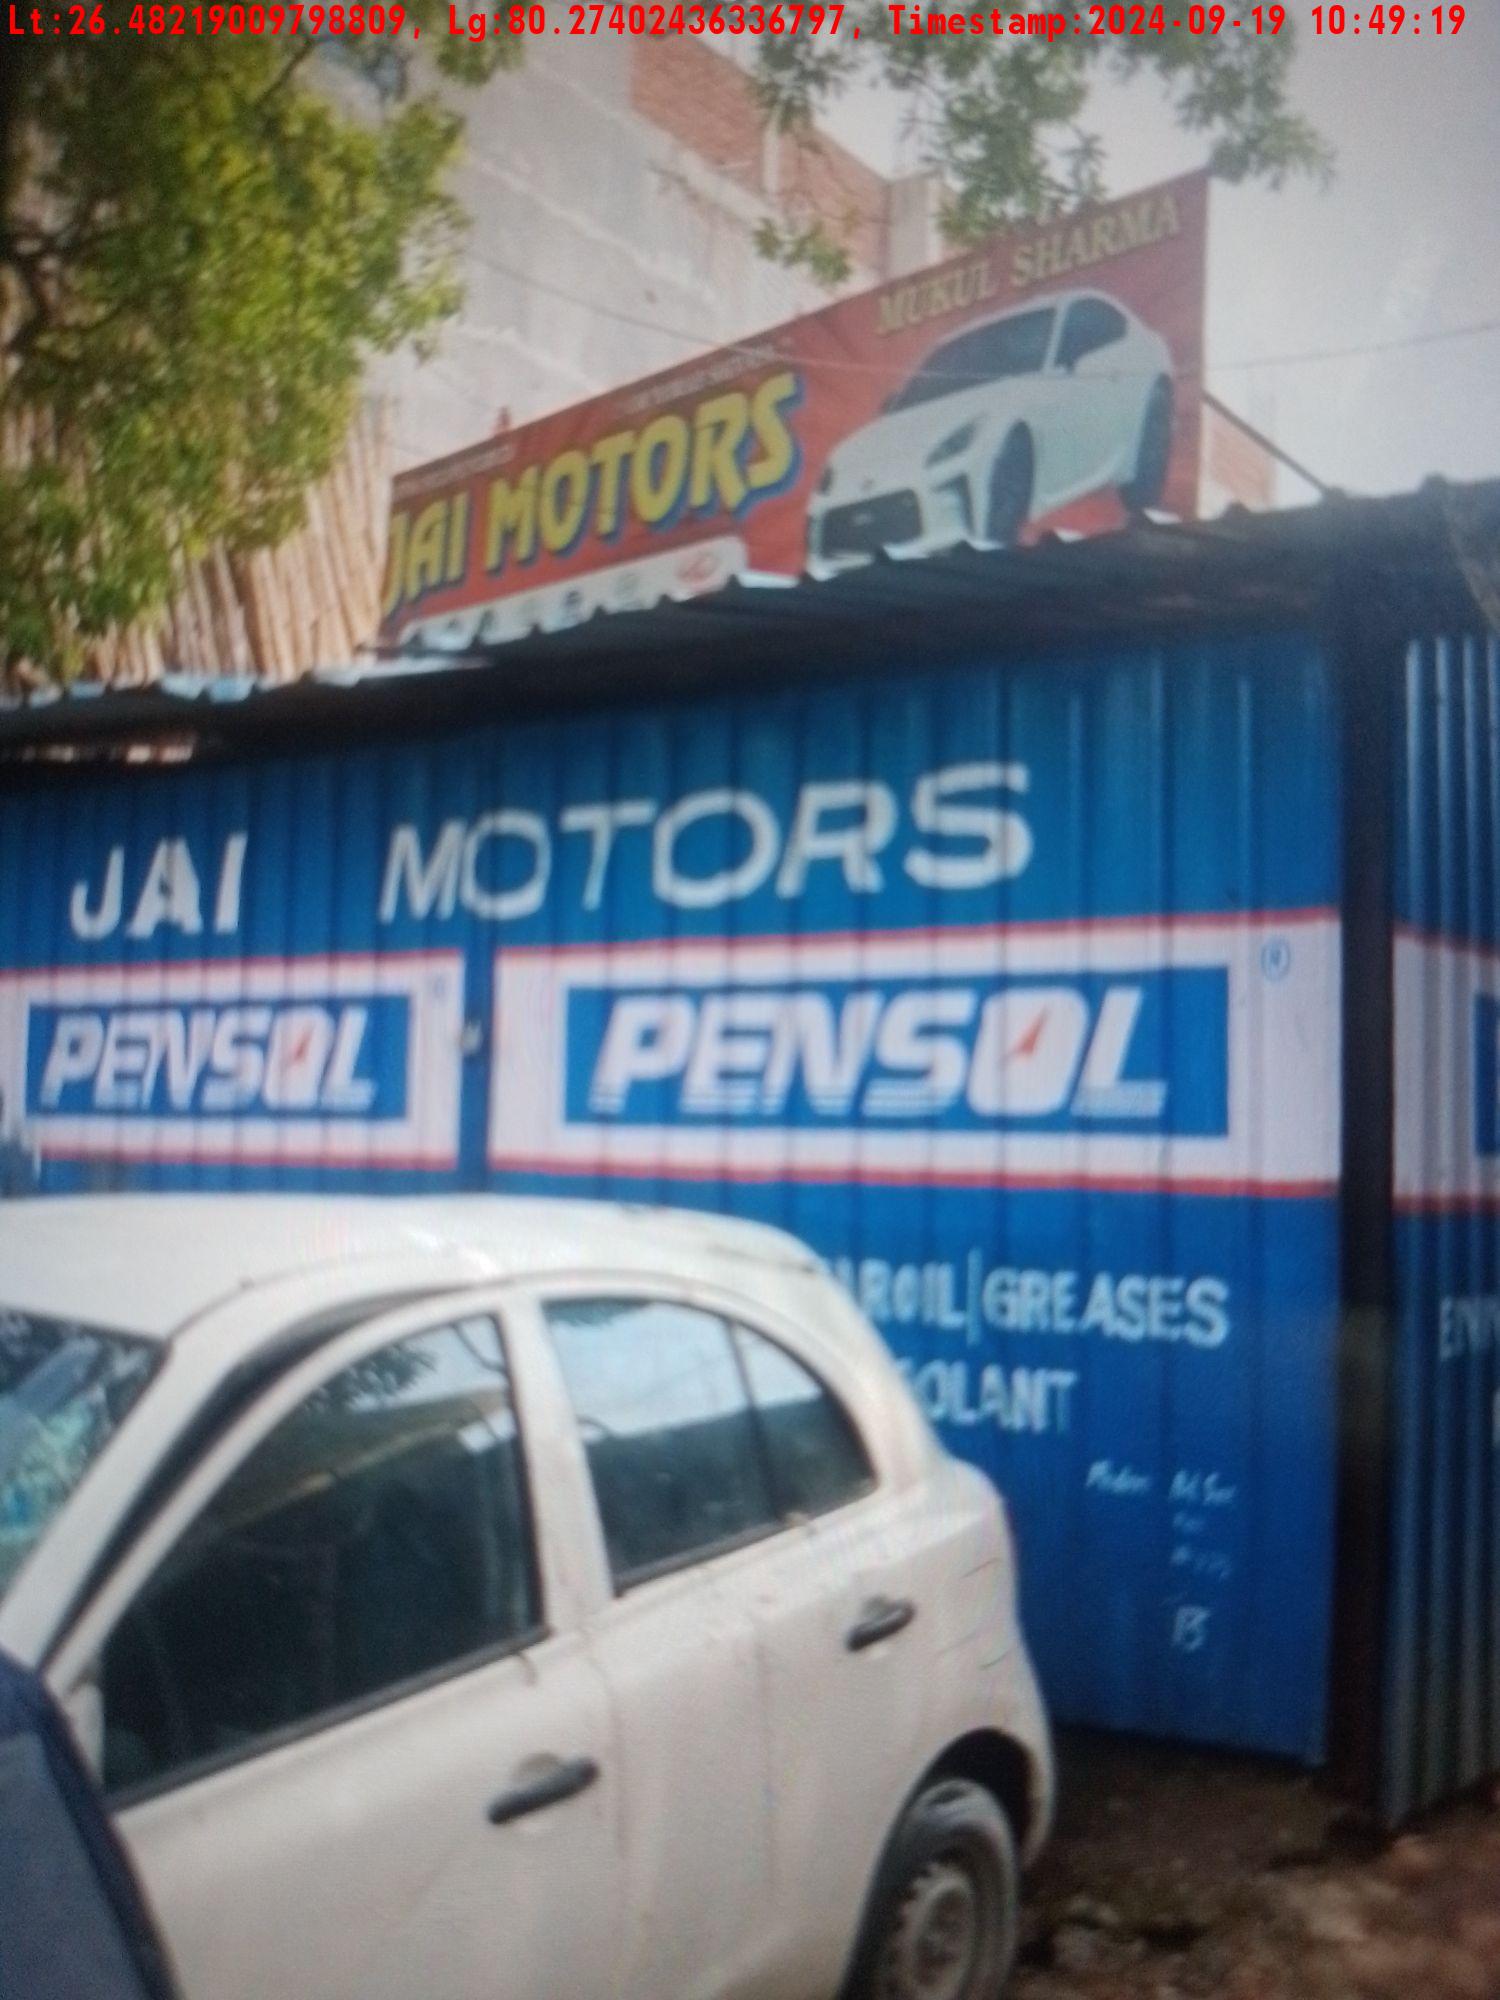 Lt:26.48219009798809, Lg:80.27402436336797, Timestamp:2024-09-19 10:49:19
MUKUL SHARMA
JAI MOTORS
JAI MOTORS
PENSOL
PENSOL ®
OIL|GREASES